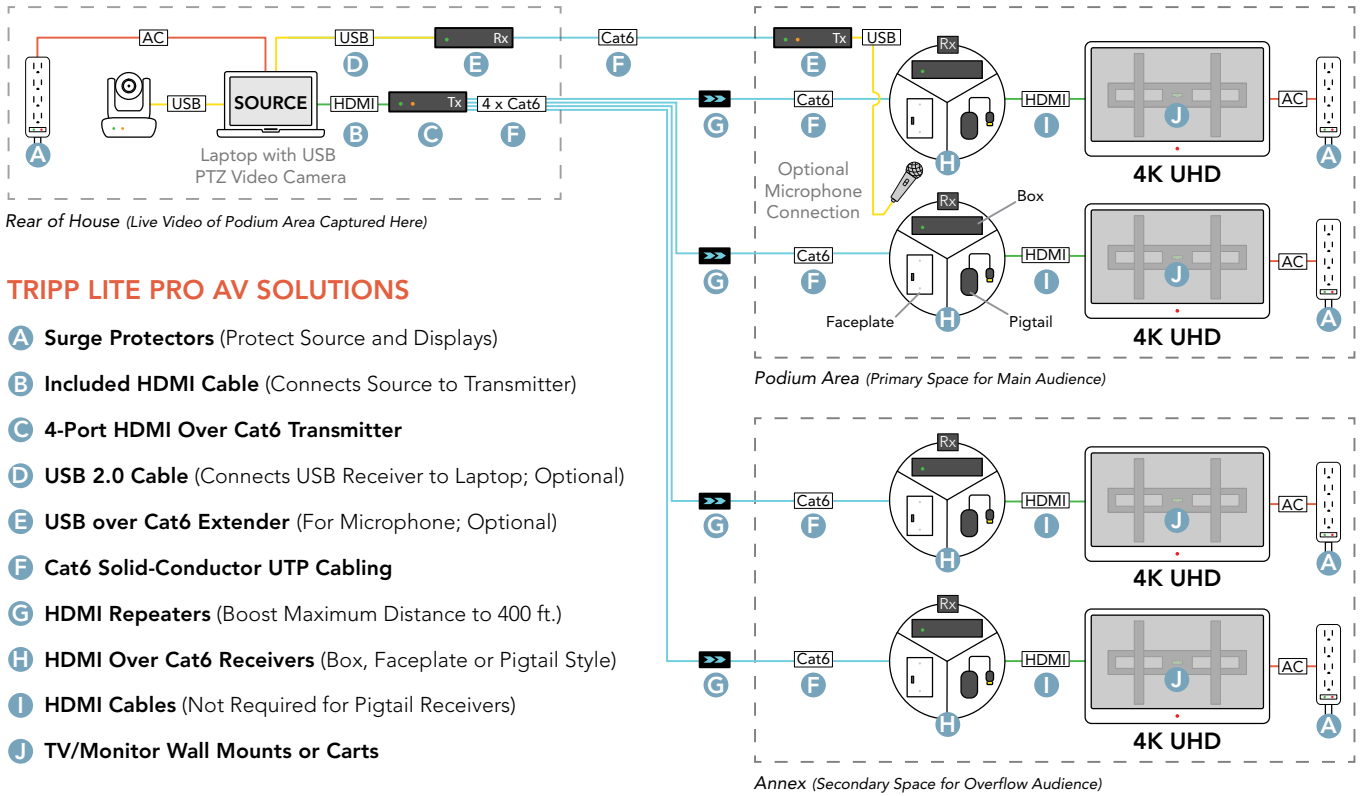 AC
USB
D
Rx
E
Cat6
F
Tx
E
USB
A
USB
SOURCE
HDMI
B
Tx
C
4 x Cat6
F
Laptop with USB
PTZ Video Camera
Rear of House (Live Video of Podium Area Captured Here)
G
Cat6
F
Rx
H
HDMI
I
J
4K UHD
AC
A
Optional
Microphone
Connection
G
Cat6
F
Rx
Box
Faceplate
H
Pigtail
HDMI
I
J
4K UHD
AC
A
Podium Area (Primary Space for Main Audience)
TRIPP LITE PRO AV SOLUTIONS
A Surge Protectors (Protect Source and Displays)
B Included HDMI Cable (Connects Source to Transmitter)
C 4-Port HDMI Over Cat6 Transmitter
D USB 2.0 Cable (Connects USB Receiver to Laptop; Optional)
E USB over Cat6 Extender (For Microphone; Optional)
F Cat6 Solid-Conductor UTP Cabling
G HDMI Repeaters (Boost Maximum Distance to 400 ft.)
H HDMI Over Cat6 Receivers (Box, Faceplate or Pigtail Style)
I HDMI Cables (Not Required for Pigtail Receivers)
J TV/Monitor Wall Mounts or Carts
G
Cat6
F
Rx
H
HDMI
I
J
4K UHD
AC
A
G
Cat6
F
Rx
H
HDMI
I
J
4K UHD
AC
A
Annex (Secondary Space for Overflow Audience)